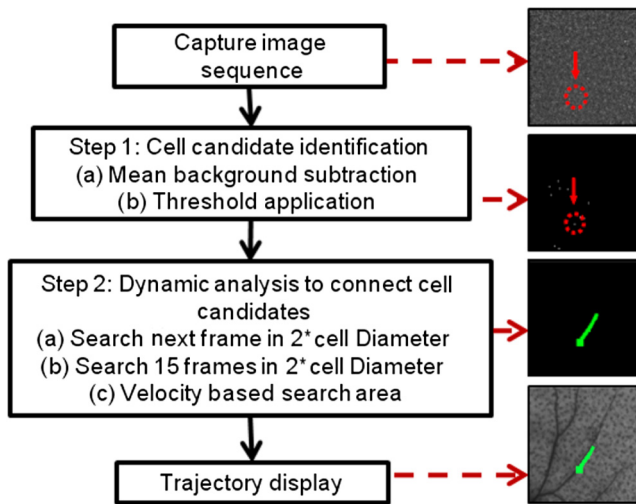 Capture image
sequence
Step 1: Cell candidate identification
(a) Mean background subtraction
(b) Threshold application
Step 2: Dynamic analysis to connect cell
candidates
(a) Search next frame in 2* cell Diameter
(b) Search 15 frames in 2* cell Diameter
(c) Velocity based search area
Trajectory display